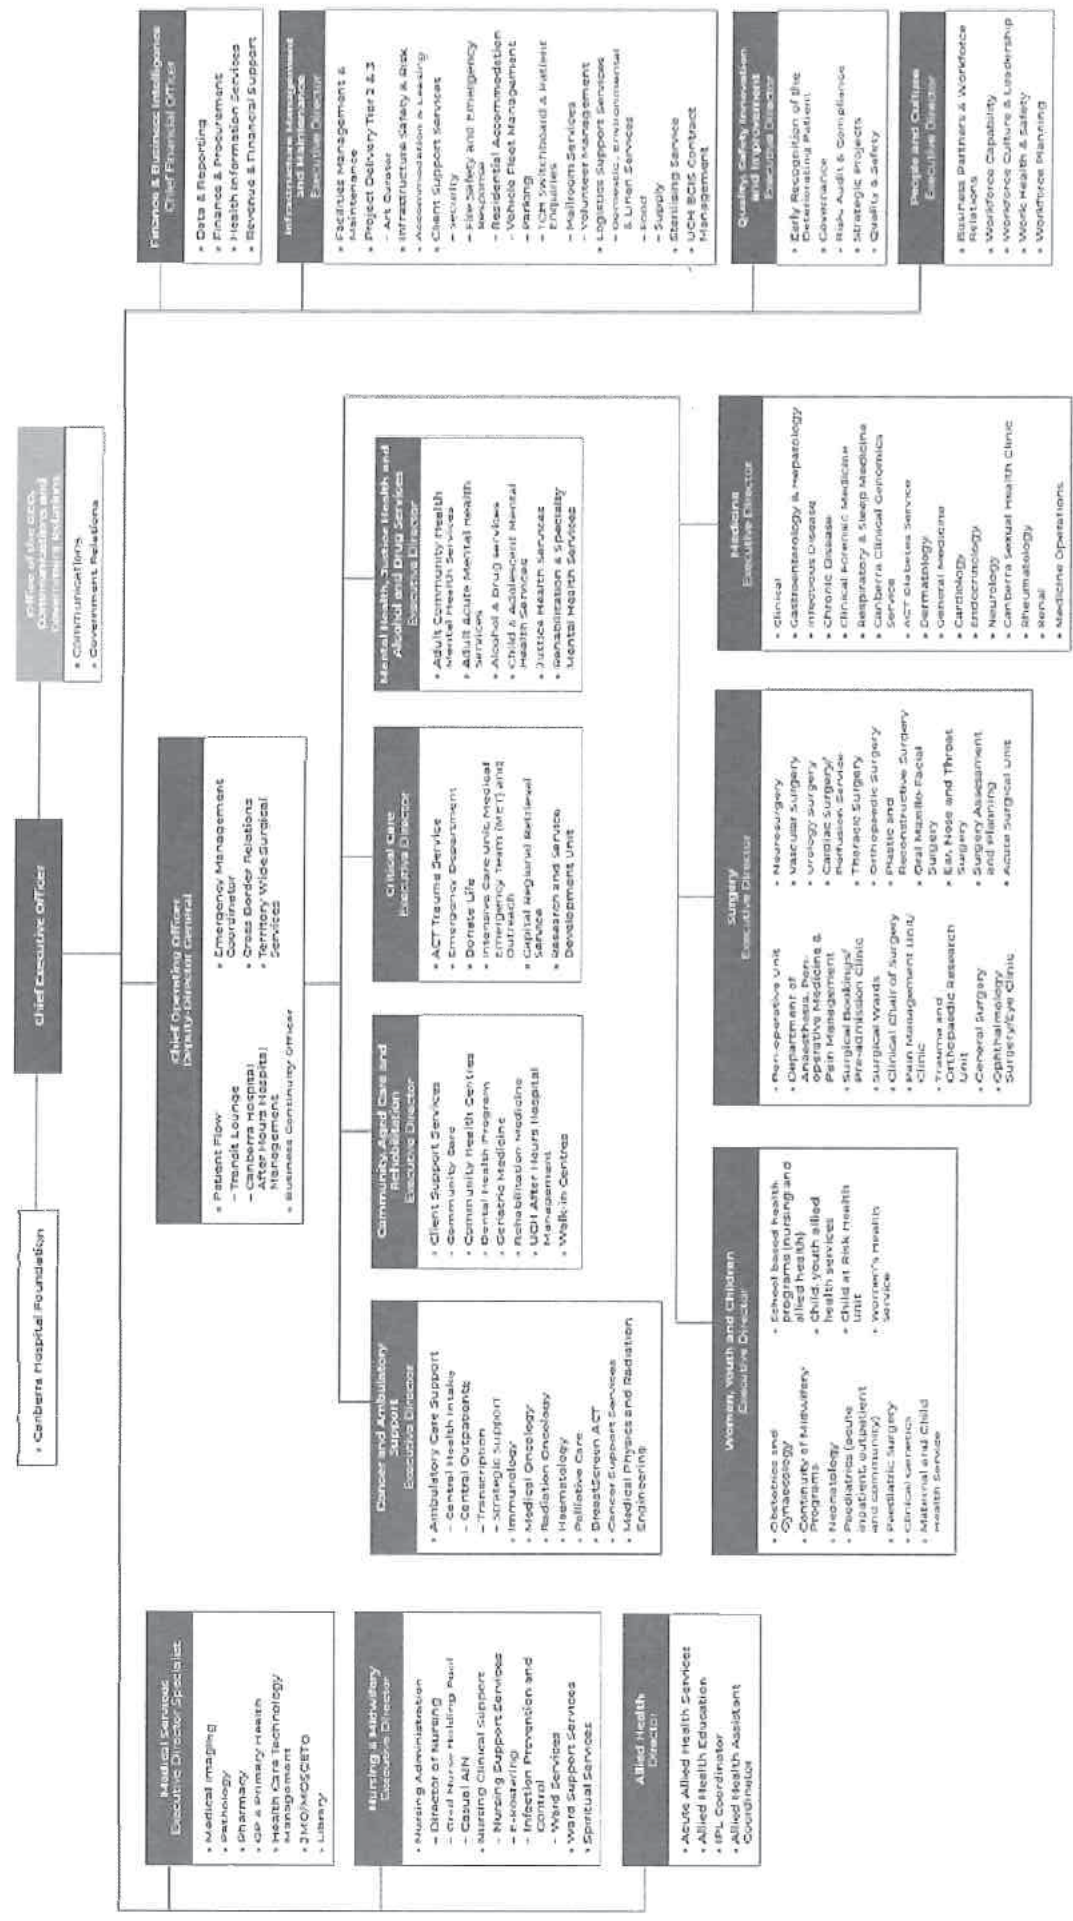 • Canberra Hospital Foundation
Chief Executive Officer
Office of the CEO,
Communications and
Government Relations
• Communications
• Government Relations
Chief Operating Officer
Deputy-Director General
• Patient Flow
– Transit Lounge
– Canberra Hospital
After Hours Hospital
Management
• Business Continuity Officer
• Emergency Management
Coordinator
• Cross Border Relations
• Territory Wide Surgical
Services
Medical Services
Executive Director Specialist
• Medical Imaging
• Pathology
• Pharmacy
• GP & Primary Health
• Health Care Technology
Management
• JMO/MOSCETO
• Library
Nursing & Midwifery
Executive Director
• Nursing Administration
– Director of Nursing
– Grad Nurse Holding Pool
– Casual AIN
• Nursing Clinical Support
– Nursing Support Services
– E-rostering
– Infection Prevention and
Control
– Ward Services
• Ward Support Services
• Spiritual Services
Allied Health
Director
• Acute Allied Health Services
• Allied Health Education
• IPL Coordinator
• Allied Health Assistant
Coordinator
Cancer and Ambulatory
Support
Executive Director
• Ambulatory Care Support
– Central Health Intake
– Central Outpatients
– Transcription
– Strategic Support
• Immunology
• Medical Oncology
• Radiation Oncology
• Haematology
• Palliative Care
• BreastScreen ACT
• Cancer Support Services
• Medical Physics and Radiation
Engineering
Community Aged Care and
Rehabilitation
Executive Director
• Client Support Services
• Community Care
• Community Health Centres
• Dental Health Program
• Geriatric Medicine
• Rehabilitation Medicine
• UCH After Hours Hospital
Management
• Walk-in Centres
Critical Care
Executive Director
• ACT Trauma Service
• Emergency Department
• Donate Life
• Intensive Care Unit, Medical
Emergency Team (MET) and
Outreach
• Capital Regional Retrieval
Service
• Research and Service
Development Unit
Mental Health, Justice Health and
Alcohol and Drug Services
Executive Director
• Adult Community Health
Mental Health Services
• Adult Acute Mental Health
Services
• Alcohol & Drug Services
• Child & Adolescent Mental
Health Services
• Justice Health Services
• Rehabilitation & Specialty
Mental Health Services
Women, Youth and Children
Executive Director
• Obstetrics and
Gynaecology
• Continuity of Midwifery
Programs
• Neonatology
• Paediatrics (acute
inpatient, outpatient
and community)
• Paediatric Surgery
• Clinical Genetics
• Maternal and Child
Health Service
• School based health
programs (nursing and
allied health)
• Child, youth allied
health services
• Child at Risk Health
Unit
• Women's Health
Service
Surgery
Executive Director
• Peri-operative Unit
• Department of
Anaesthesia, Peri-
operative Medicine &
Pain Management
• Surgical Bookings/
Pre-admission Clinic
• Surgical Wards
• Clinical Chair of Surgery
• Pain Management Unit/
Clinic
• Trauma and
Orthopaedic Research
Unit
• General Surgery
• Ophthalmology
Surgery/Eye Clinic
• Neurosurgery
• Vascular Surgery
• Urology Surgery
• Cardiac Surgery/
Perfusion Service
• Thoracic Surgery
• Orthopaedic Surgery
• Plastic and
Reconstructive Surgery
• Oral Maxillo-Facial
Surgery
• Ear, Nose and Throat
Surgery
• Surgery Assessment
and Planning
• Acute Surgical Unit
Medicine
Executive Director
• Clinical
• Gastroenterology & Hepatology
• Infectious Disease
• Chronic Disease
• Clinical Forensic Medicine
• Respiratory & Sleep Medicine
• Canberra Clinical Genomics
Service
• ACT Diabetes Service
• Dermatology
• General Medicine
• Cardiology
• Endocrinology
• Neurology
• Canberra Sexual Health Clinic
• Rheumatology
• Renal
• Medicine Operations
Finance & Business Intelligence
Chief Financial Officer
• Data & Reporting
• Finance & Procurement
• Health Information Services
• Revenue & Financial Support
Infrastructure Management
and Maintenance
Executive Director
• Facilities Management &
Maintenance
• Project Delivery Tier 2 & 3
– Art Curator
• Infrastructure Safety & Risk
• Accommodation & Leasing
• Client Support Services
– Security
– Fire Safety and Emergency
Response
– Residential Accommodation
– Vehicle Fleet Management
– Parking
– TCH Switchboard & Patient
Enquiries
– Mailroom Services
– Volunteer Management
• Logistics Support Services
– Domestic, Environmental
& Linen Services
– Food
– Supply
• Sterilising Service
• UCH BGIS Contract
Management
Quality, Safety, Innovation
and Improvement
Executive Director
• Early Recognition of the
Deteriorating Patient
• Governance
• Risk, Audit & Compliance
• Strategic Projects
• Quality & Safety
People and Culture
Executive Director
• Business Partners & Workforce
Relations
• Workforce Capability
• Workforce Culture & Leadership
• Work Health & Safety
• Workforce Planning